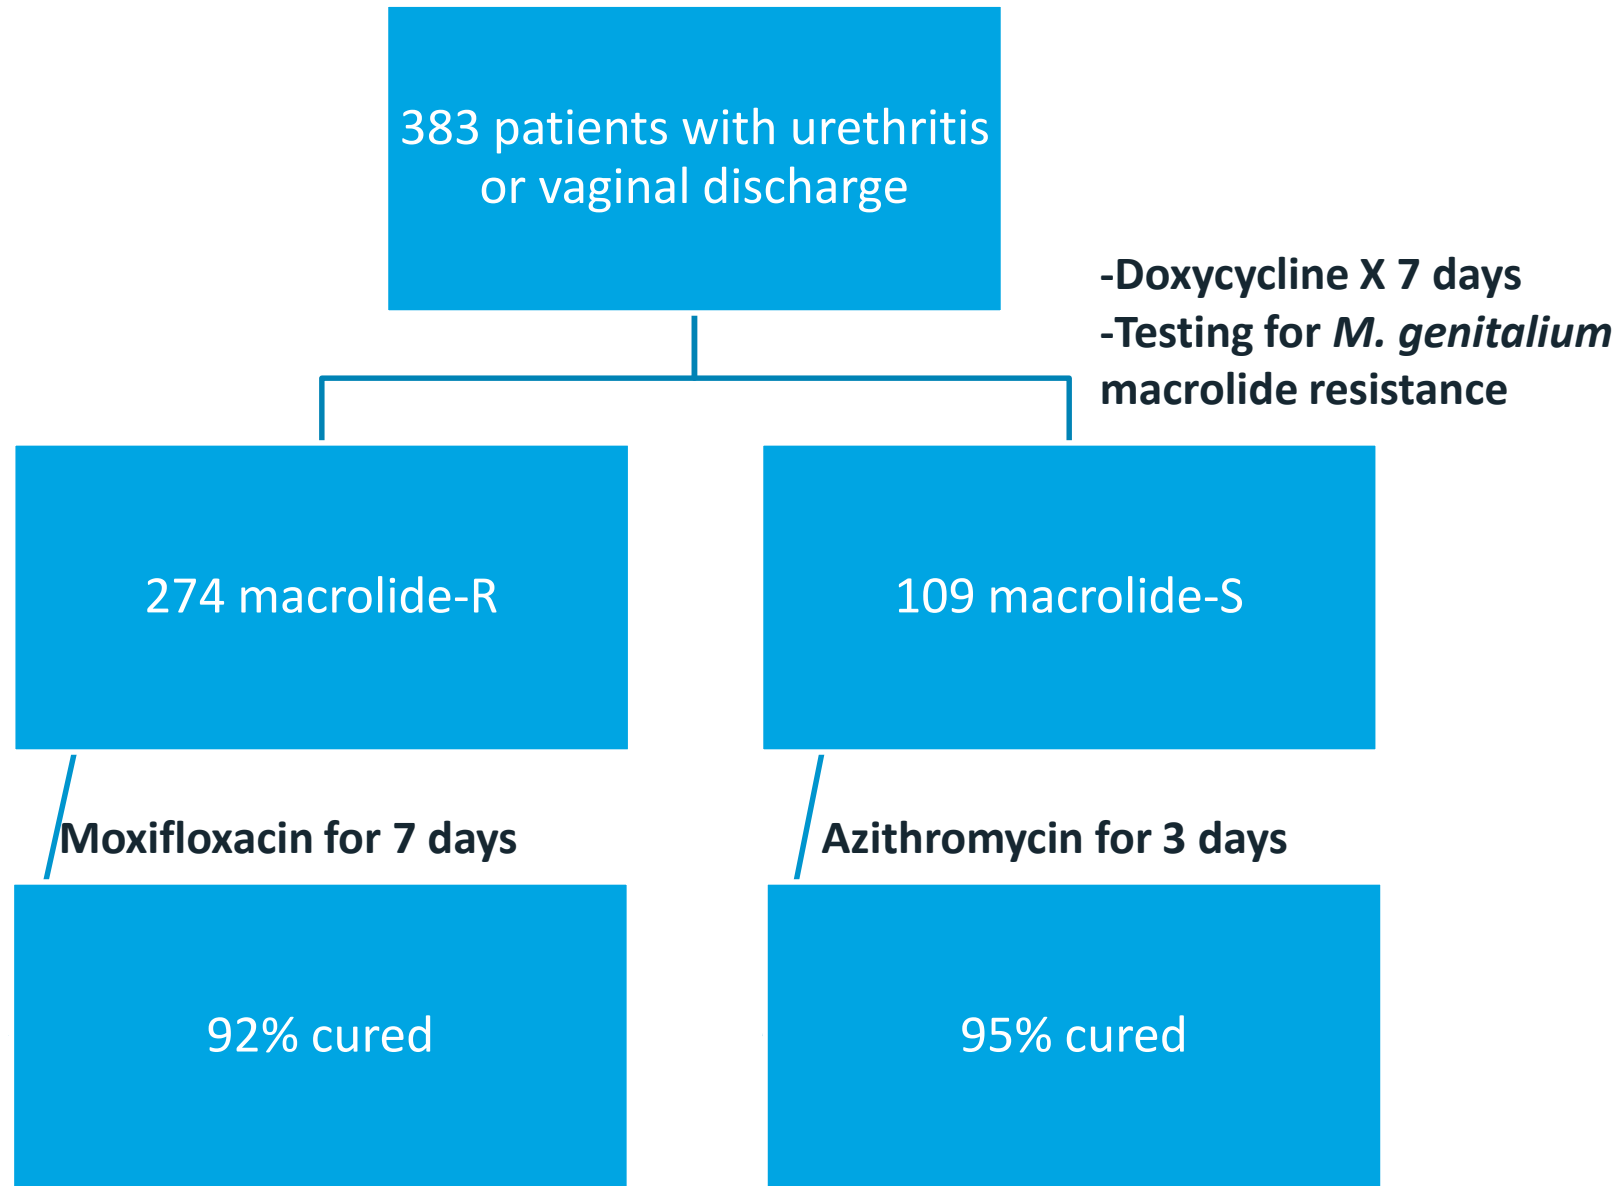 383 patients with urethritis
or vaginal discharge
-Doxycycline X 7 days
-Testing for M. genitalium
macrolide resistance
274 macrolide-R
109 macrolide-S
Moxifloxacin for 7 days
Azithromycin for 3 days
92% cured
95% cured